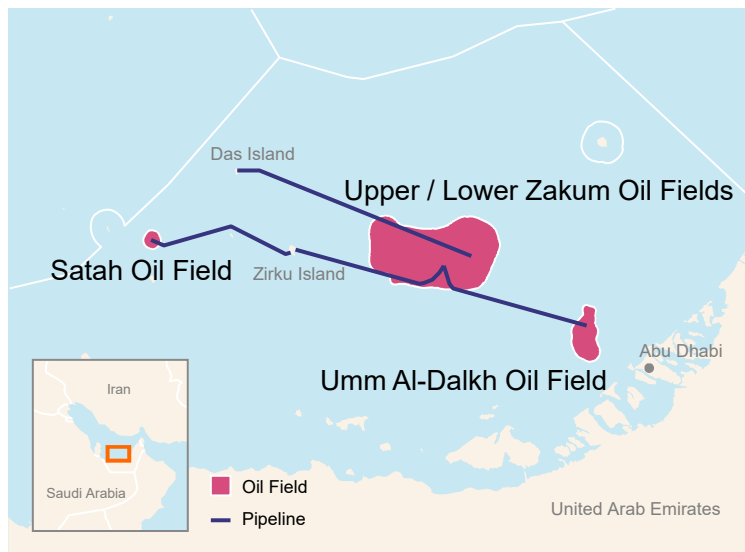 Das Island
Upper / Lower Zakum Oil Fields
Satah Oil Field
Zirku Island
Abu Dhabi
Umm Al-Dalkh Oil Field
Iran
Saudi Arabia
Oil Field
Pipeline
United Arab Emirates